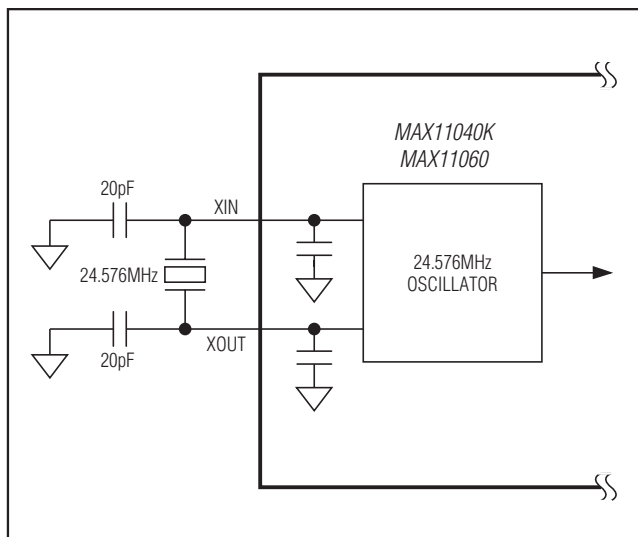 MAX11040K
MAX11060
20pF
XIN
24.576MHz
24.576MHz
OSCILLATOR
XOUT
20pF